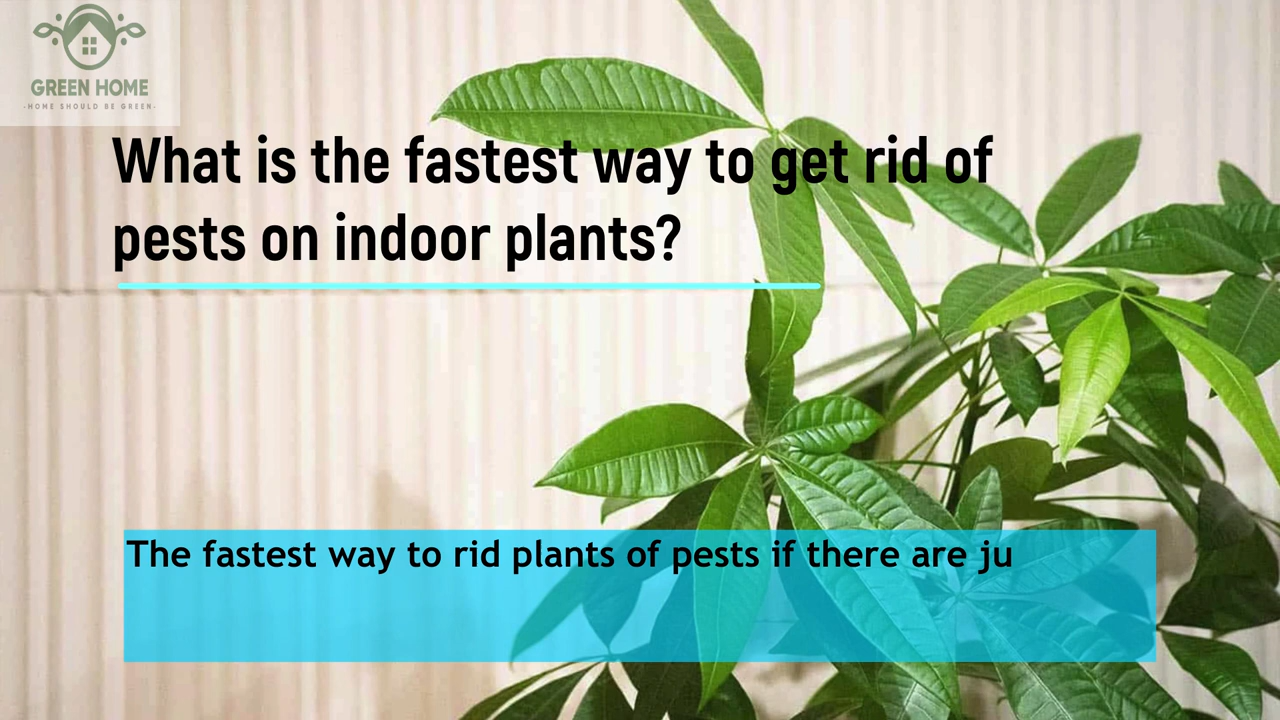 GREEN HOME
-HOME SHOULD BE GREEN-
What is the fastest way to get rid of
pests on indoor plants?
The fastest way to rid plants of pests if there are ju